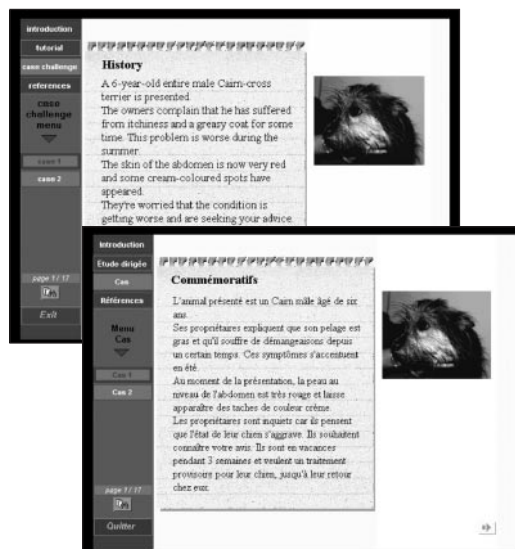 introduction
tutorial
case challenge
references
case
challenge
menu
case 1
case 2
page 1 / 17
Exit
History
A 6-year-old entire male Cairn-cross
terrier is presented.
The owners complain that he has suffered
from itchiness and a greasy coat for some
time. This problem is worse during the
summer.
The skin of the abdomen is now very red
and some cream-coloured spots have
appeared.
They're worried that the condition is
getting worse and are seeking your advice.
Introduction
Etude dirigée
Cas
Références
Menu
Cas
Cas 1
Cas 2
page 1 / 17
Quitter
Commémoratifs
L'animal présenté est un Cairn mâle âgé de six
ans.
Ses propriétaires expliquent que son pelage est
gras et qu'il souffre de démangeaisons depuis
un certain temps. Ces symptômes s'accentuent
en été.
Au moment de la présentation, la peau au
niveau de l'abdomen est très rouge et laisse
apparaître des taches de couleur crème.
Les propriétaires sont inquiets car ils pensent
que l'état de leur chien s'aggrave. Ils souhaitent
connaître votre avis. Ils sont en vacances
pendant 3 semaines et veulent un traitement
provisoire pour leur chien, jusqu'à leur retour
chez eux.